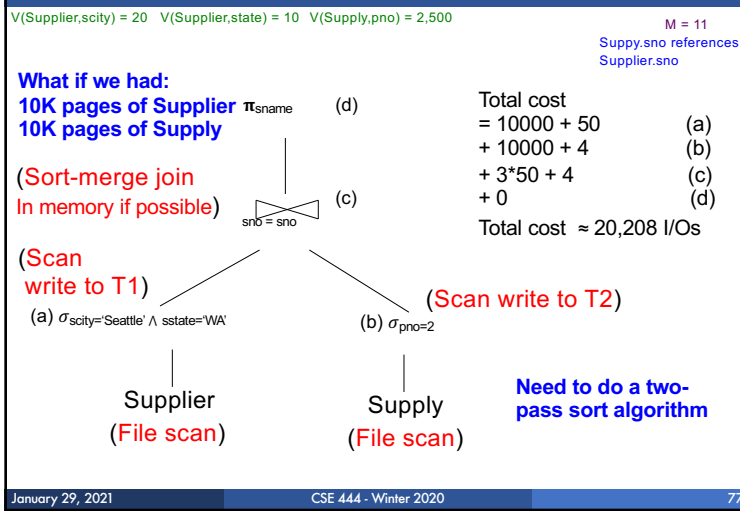 V(Supplier,scity) = 20 V(Supplier,state) = 10 V(Supply,pno) = 2,500
M = 11
Suppy.sno references
Supplier.sno
What if we had:
10K pages of Supplier
10K pages of Supply
πsname (d)
Total cost
= 10000 + 50 (a)
+ 10000 + 4 (b)
+ 3*50 + 4 (c)
+ 0 (d)
Total cost ≈ 20,208 I/Os
(Sort-merge join
In memory if possible)
(c)
sno = sno
(Scan
write to T1)
(Scan write to T2)
(a) σscity=‘Seattle’ ∧ sstate=‘WA’
(b) σpno=2
Supplier
(File scan)
Supply
(File scan)
Need to do a two-
pass sort algorithm
January 29, 2021 CSE 444 - Winter 2020 77